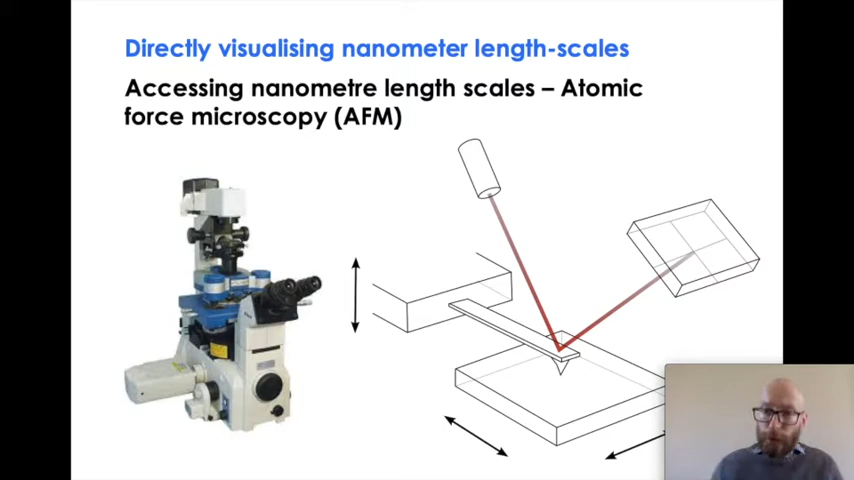 Directly visualising nanometer length-scales
Accessing nanometre length scales – Atomic
force microscopy (AFM)